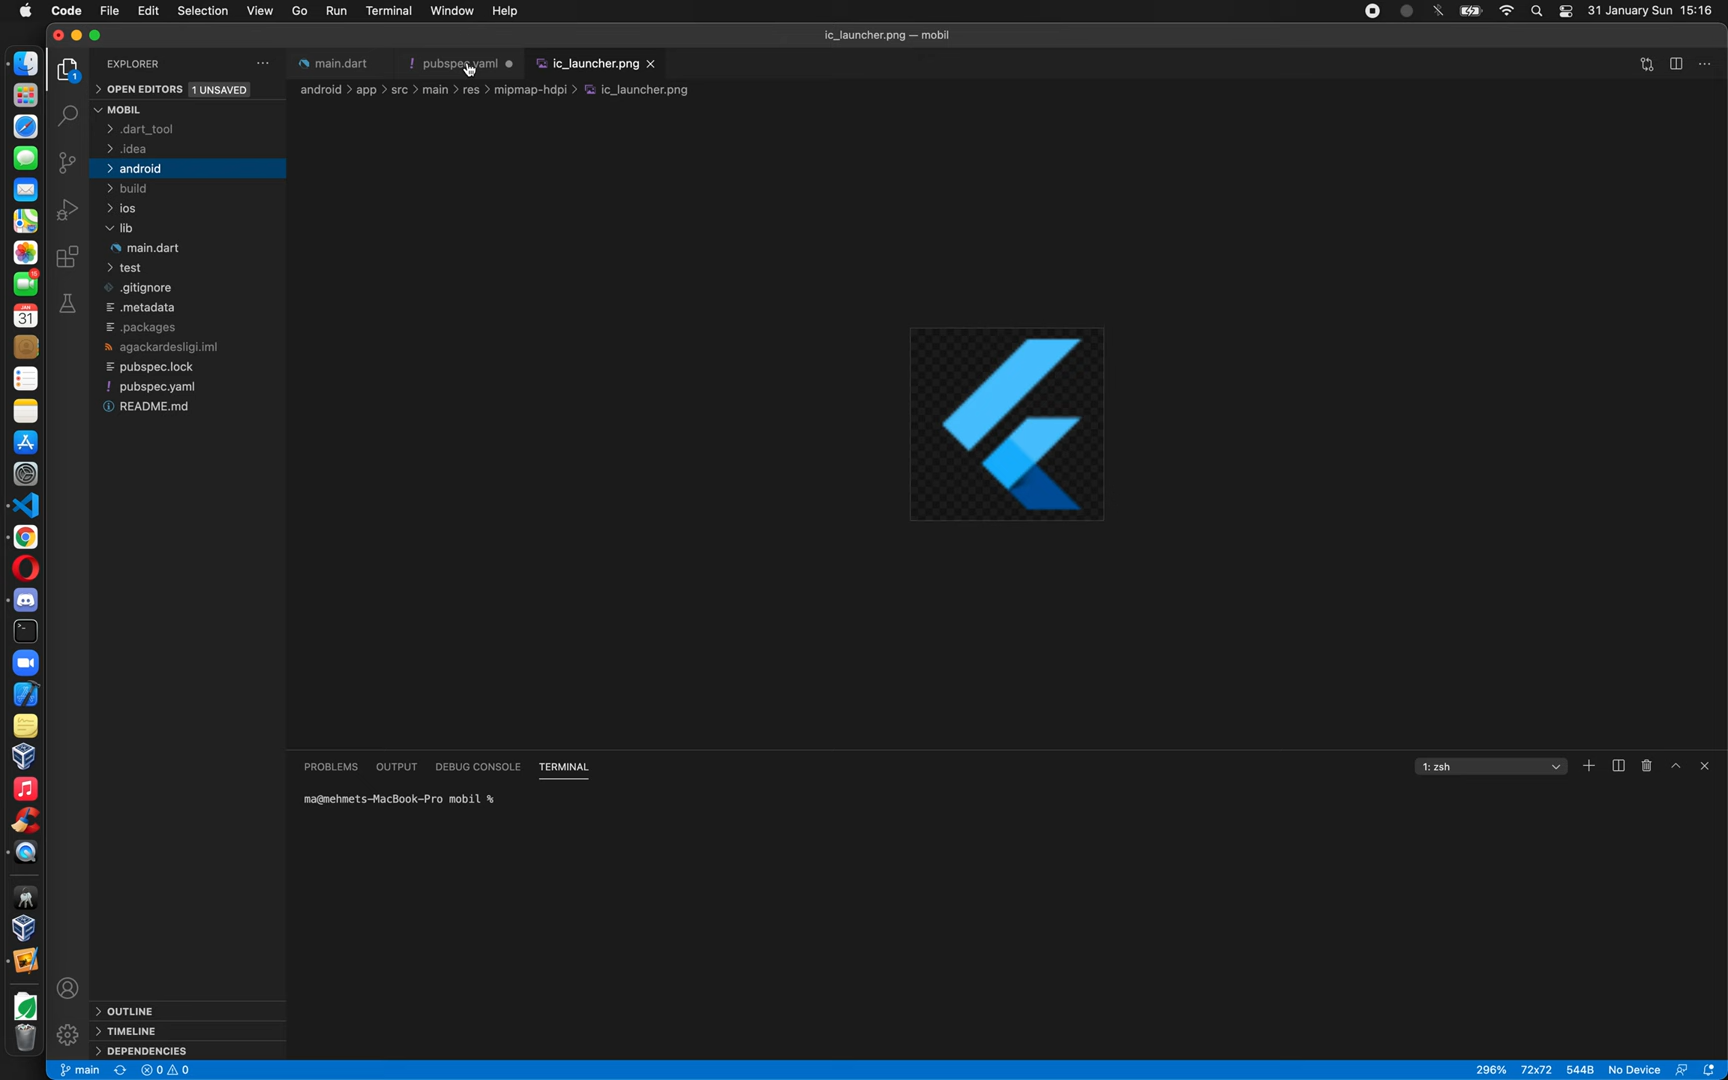 Code File Edit Selection View Go Run Terminal Window Help
31 January Sun 15:16
ic_launcher.png — mobil
EXPLORER
main.dart
pubspec.yaml
ic_launcher.png
OPEN EDITORS 1 UNSAVED
android > app > src > main > res > mipmap-hdpi > ic_launcher.png
MOBIL
.dart_tool
.idea
android
build
ios
lib
main.dart
test
.gitignore
.metadata
.packages
agackardesligi.iml
pubspec.lock
pubspec.yaml
README.md
1
15
JAN
31
PROBLEMS OUTPUT DEBUG CONSOLE TERMINAL
1: zsh
ma@mehmets-MacBook-Pro mobil %
OUTLINE
TIMELINE
DEPENDENCIES
main
0 0
296% 72x72 544B No Device